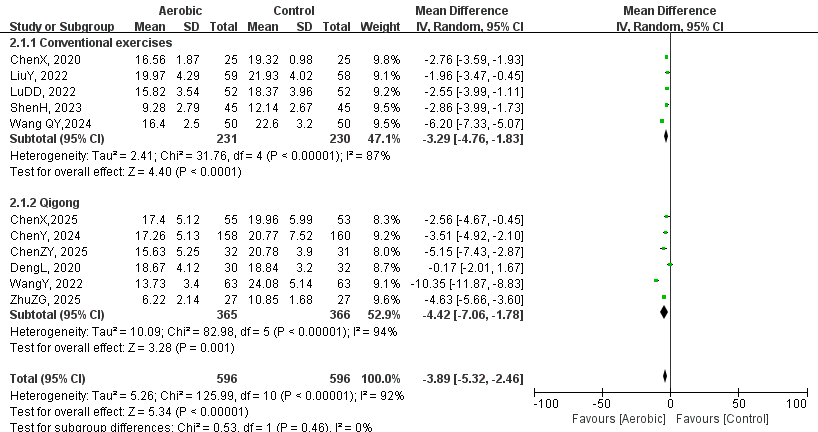 Aerobic Control Mean Difference Mean Difference
Study or Subgroup Mean SD Total Mean SD Total Weight IV, Random, 95% CI IV, Random, 95% CI
2.1.1 Conventional exercises
ChenX, 2020 16.56 1.87 25 19.32 0.98 25 9.8% -2.76 [-3.59, -1.93]
LiuY, 2022 19.97 4.29 59 21.93 4.02 58 9.1% -1.96 [-3.47, -0.45]
LuDD, 2022 15.82 3.54 52 18.37 3.96 52 9.2% -2.55 [-3.99, -1.11]
ShenH, 2023 9.28 2.79 45 12.14 2.67 45 9.5% -2.86 [-3.99, -1.73]
Wang QY,2024 16.4 2.5 50 22.6 3.2 50 9.5% -6.20 [-7.33, -5.07]
Subtotal (95% CI) 231 230 47.1% -3.29 [-4.76, -1.83]
Heterogeneity: Tau² = 2.41; Chi² = 31.76, df = 4 (P < 0.00001); I² = 87%
Test for overall effect: Z = 4.40 (P < 0.0001)
2.1.2 Qigong
ChenX,2025 17.4 5.12 55 19.96 5.99 53 8.3% -2.56 [-4.67, -0.45]
ChenY, 2024 17.26 5.13 158 20.77 7.52 160 9.2% -3.51 [-4.92, -2.10]
ChenZY, 2025 15.63 5.25 32 20.78 3.9 31 8.1% -5.15 [-7.43, -2.87]
DengL, 2020 18.67 4.12 30 18.84 3.2 32 8.7% -0.17 [-2.01, 1.67]
WangY, 2022 13.73 3.4 63 24.08 5.14 63 9.1% -10.35 [-11.87, -8.83]
ZhuZG, 2025 6.22 2.14 27 10.85 1.68 27 9.6% -4.63 [-5.66, -3.60]
Subtotal (95% CI) 365 366 52.9% -4.42 [-7.06, -1.78]
Heterogeneity: Tau² = 10.09; Chi² = 82.98, df = 5 (P < 0.00001); I² = 94%
Test for overall effect: Z = 3.28 (P = 0.001)
Total (95% CI) 596 596 100.0% -3.89 [-5.32, -2.46]
Heterogeneity: Tau² = 5.26; Chi² = 125.99, df = 10 (P < 0.00001); I² = 92%
Test for overall effect: Z = 5.34 (P < 0.00001)
Test for subgroup differences: Chi² = 0.53, df = 1 (P = 0.46), I² = 0%
-100 -50 0 50 100
Favours [Aerobic] Favours [Control]